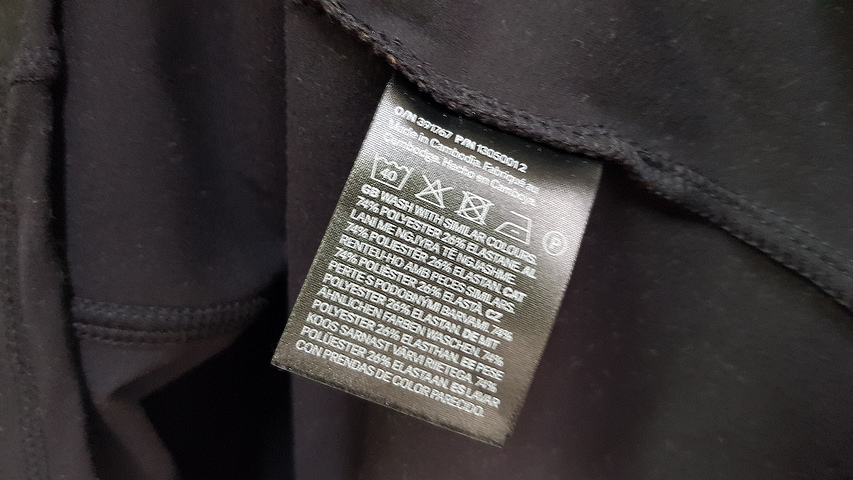 O/N 391767 P/N 13050012
Made in Cambodia. Fabriqué au
Cambodge. Hecho en Camboya.
40
P
GB WASH WITH SIMILAR COLOURS.
74% POLYESTER 26% ELASTANE. AL
LANI ME NGJYRA TË NGJASHME.
74% POLIESTER 26% ELASTAN. CAT
RENTEU-HO AMB PECES SIMILARS.
74% POLIÈSTER 26% ELASTÀ. CZ
PERTE S PODOBNÝMI BARVAMI. 74%
POLYESTER 26% ELASTAN. DE MIT
ÄHNLICHEN FARBEN WASCHEN. 74%
POLYESTER 26% ELASTHAN. EE PESE
KOOS SARNAST VÄRVI RIIETEGA. 74%
POLÜESTER 26% ELASTAAN. ES LAVAR
CON PRENDAS DE COLOR PARECIDO.